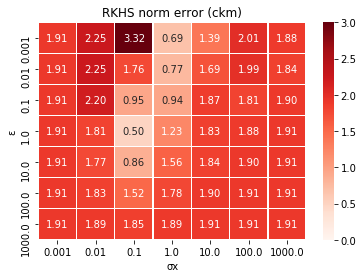 RKHS norm error (ckm)
ε
0.001 1.91 2.25 3.32 0.69 1.39 2.01 1.88
0.01 1.91 2.25 1.76 0.77 1.69 1.99 1.84
0.1 1.91 2.20 0.95 0.94 1.87 1.81 1.90
1.0 1.91 1.81 0.50 1.23 1.83 1.88 1.91
10.0 1.91 1.77 0.86 1.56 1.84 1.90 1.91
100.0 1.91 1.83 1.52 1.78 1.90 1.91 1.91
1000.0 1.91 1.89 1.85 1.89 1.91 1.91 1.91
0.001 0.01 0.1 1.0 10.0 100.0 1000.0
σx
3.0
2.5
2.0
1.5
1.0
0.5
0.0